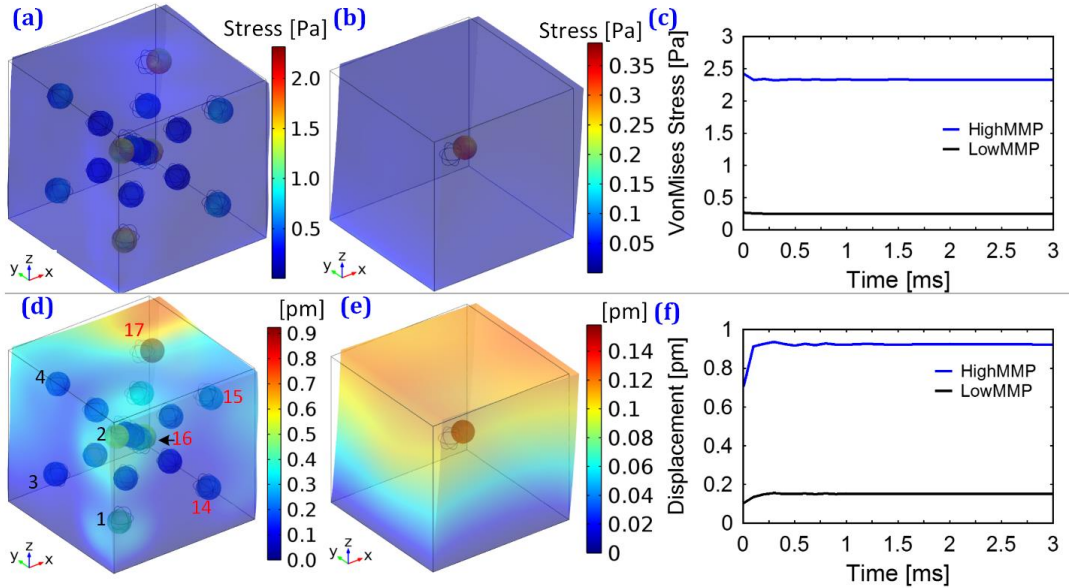 (a)
Stress [Pa]
2.0
1.5
1.0
0.5
z
y x
(b)
Stress [Pa]
0.35
0.30
0.25
0.20
0.15
0.10
0.05
z
y x
(c)
VonMises Stress [Pa]
3
2.5
2
1.5
1
0.5
0
HighMMP
LowMMP
0 0.5 1 1.5 2 2.5 3
Time [ms]
(d)
[pm]
17
4
15
2
16
3
14
1
0.9
0.8
0.7
0.6
0.5
0.4
0.3
0.2
0.1
0.0
z
y x
(e)
[pm]
0.14
0.12
0.1
0.08
0.06
0.04
0.02
0
z
y x
(f)
Displacement [pm]
1
0.8
0.6
0.4
0.2
0
HighMMP
LowMMP
0 0.5 1 1.5 2 2.5 3
Time [ms]